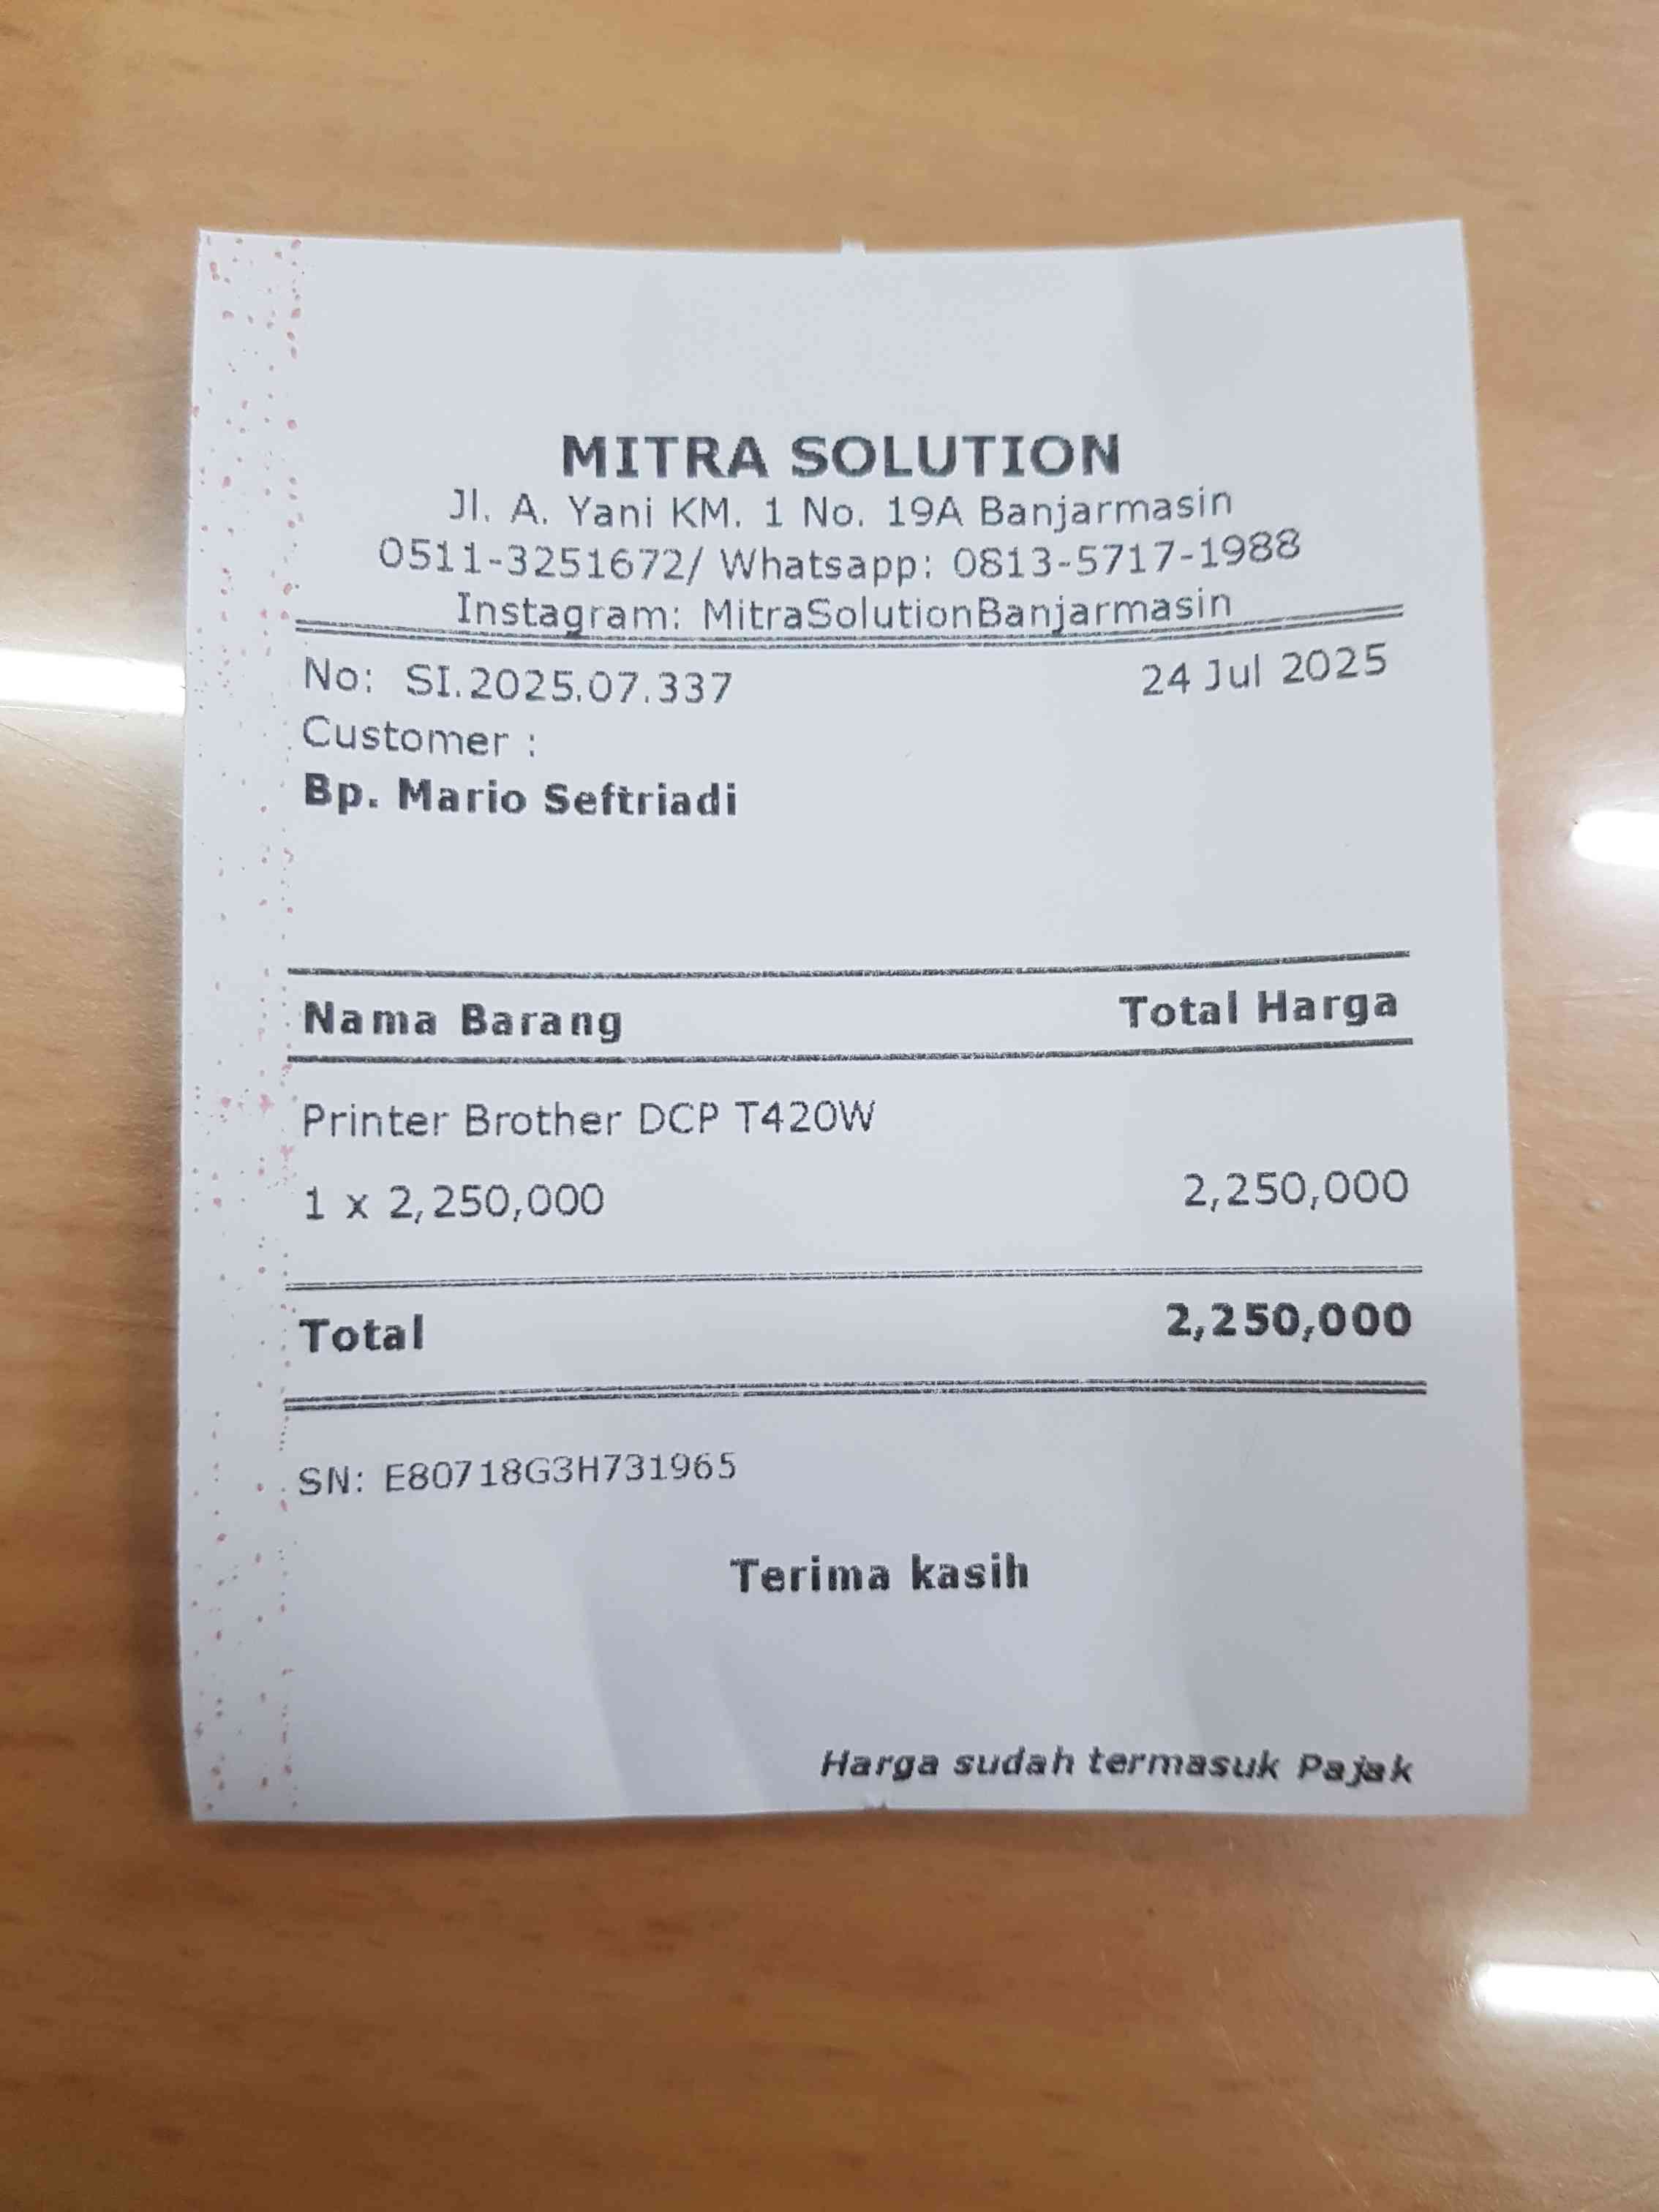 MITRA SOLUTION
Jl. A. Yani KM. 1 No. 19A Banjarmasin
0511-3251672/ Whatsapp: 0813-5717-1988
Instagram: MitraSolutionBanjarmasin
No: SI.2025.07.337 24 Jul 2025
Customer :
Bp. Mario Seftriadi
Nama Barang Total Harga
Printer Brother DCP T420W
1 x 2,250,000 2,250,000
Total 2,250,000
SN: E80718G3H731965
Terima kasih
Harga sudah termasuk Pajak